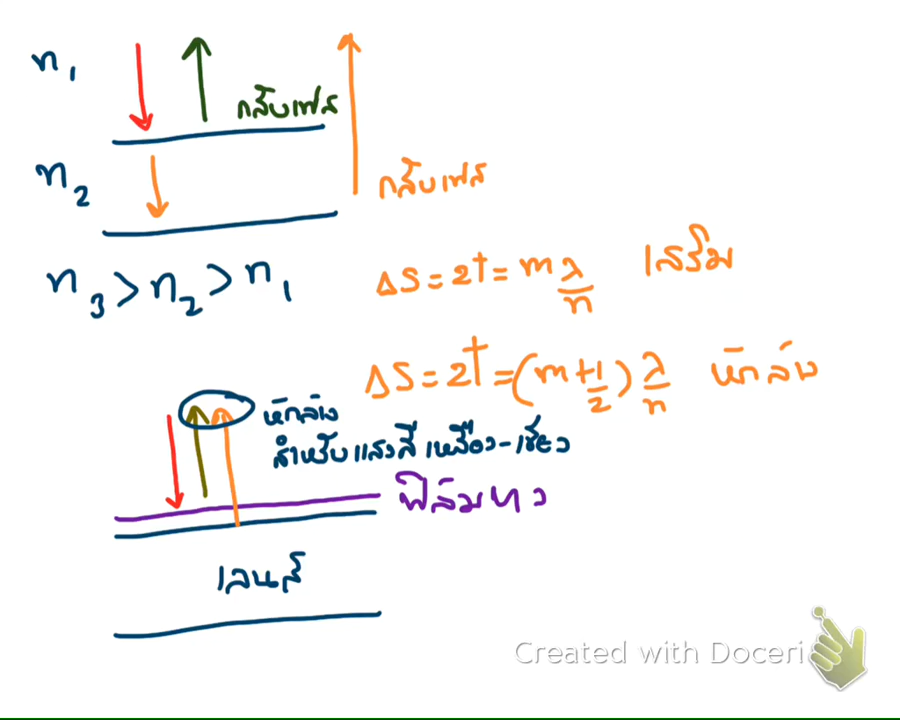 n₁
กลับเฟส
n₂
กลับเฟส
n₃ > n₂ > n₁
ΔS = 2t = m λ/n เสริม
ΔS = 2t = (m + 1/2) λ/n หักล้าง
หักล้าง
สำหรับแสงสีเหลือง-เขียว
ฟิล์มบาง
เลนส์
Created with Doceri